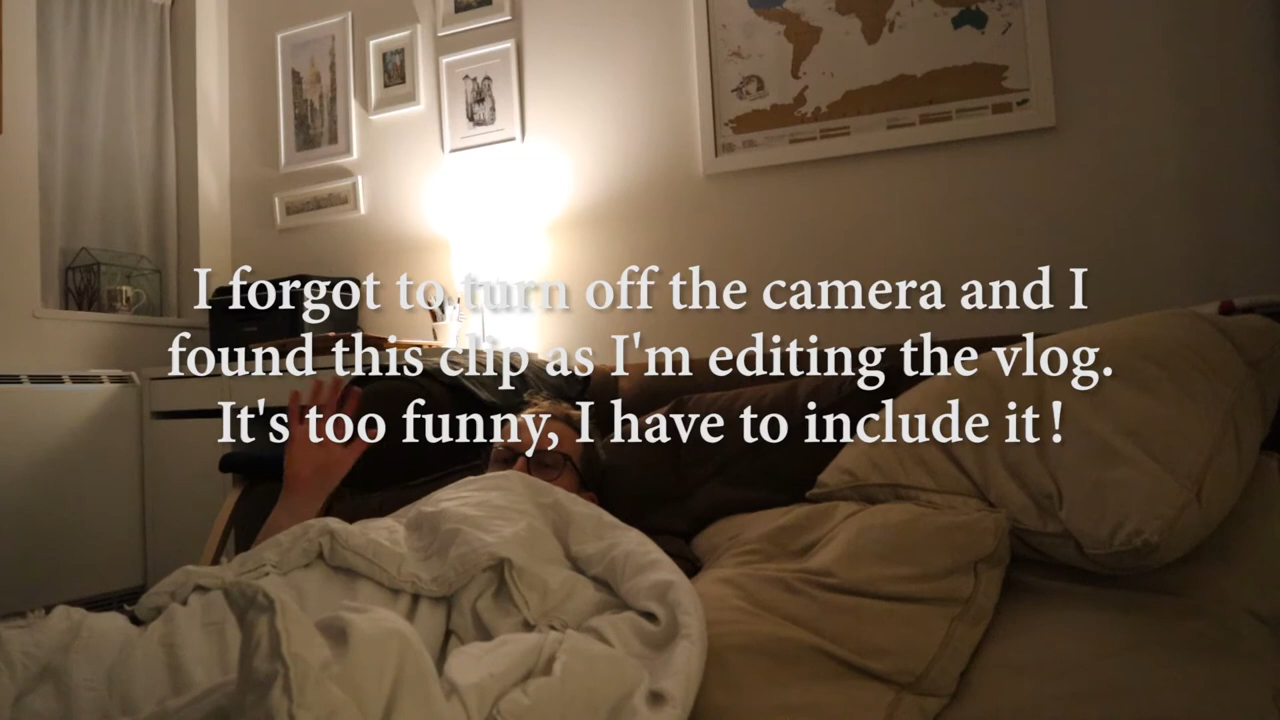 I forgot to turn off the camera and I
found this clip as I'm editing the vlog.
It's too funny, I have to include it!